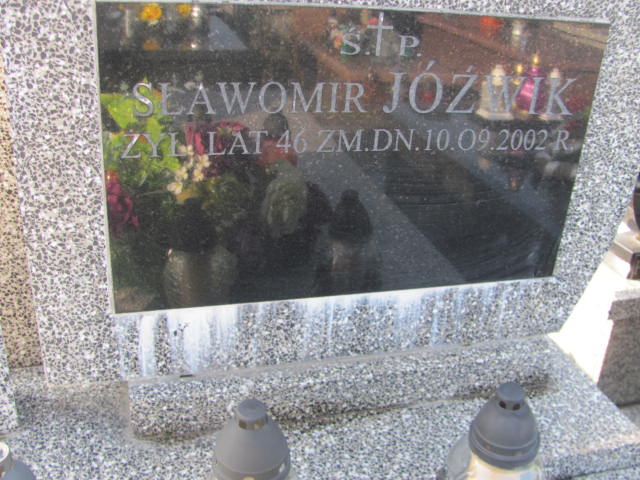 Ś † P.
SŁAWOMIR JÓŹWIK
ŻYŁ LAT 46 ZM.DN.10.09.2002 R.